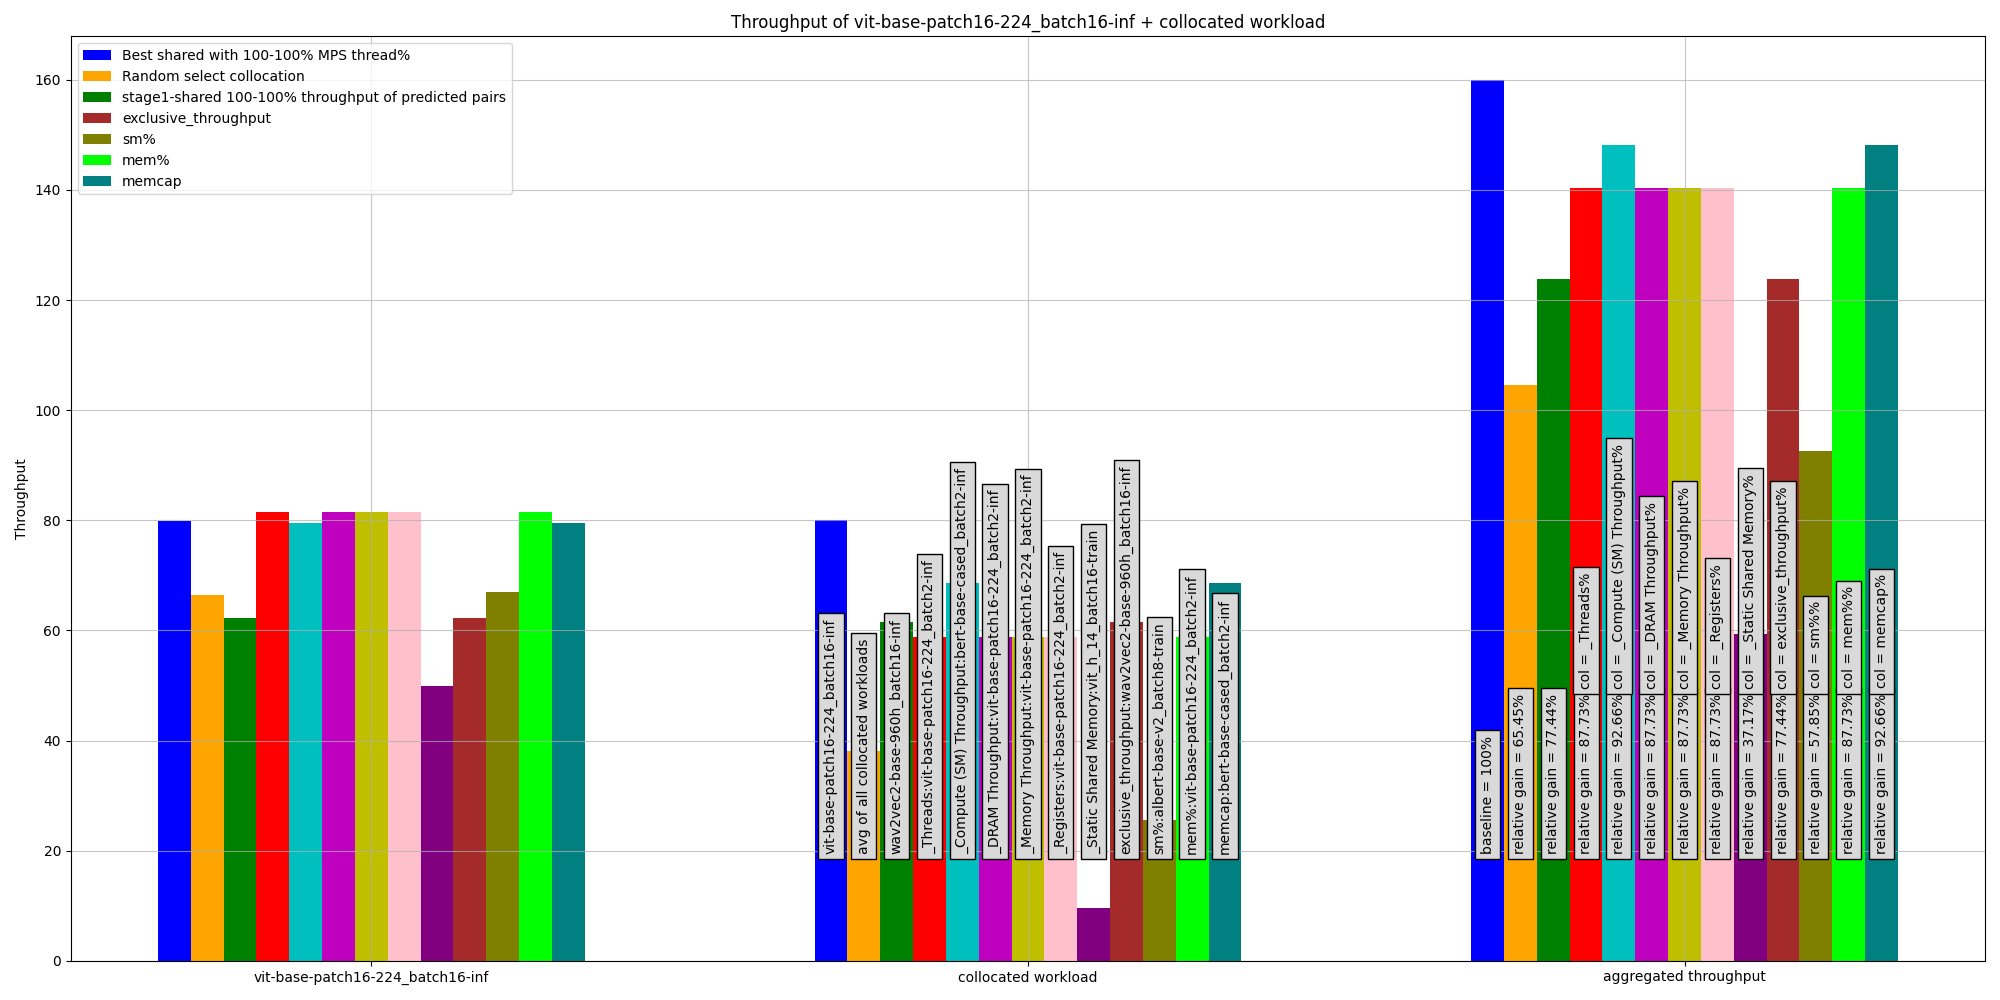 Throughput of vit-base-patch16-224_batch16-inf + collocated workload
Best shared with 100-100% MPS thread%
Random select collocation
stage1-shared 100-100% throughput of predicted pairs
exclusive_throughput
sm%
mem%
memcap
Throughput
160
140
120
100
80
60
40
20
0
vit-base-patch16-224_batch16-inf
avg of all collocated workloads
wav2vec2-base-960h_batch16-inf
_Threads:vit-base-patch16-224_batch2-inf
_Compute (SM) Throughput:bert-base-cased_batch2-inf
_DRAM Throughput:vit-base-patch16-224_batch2-inf
_Memory Throughput:vit-base-patch16-224_batch2-inf
_Registers:vit-base-patch16-224_batch2-inf
_Static Shared Memory:vit_h_14_batch16-train
exclusive_throughput:wav2vec2-base-960h_batch16-inf
sm%:albert-base-v2_batch8-train
mem%:vit-base-patch16-224_batch2-inf
memcap:bert-base-cased_batch2-inf
baseline = 100%
relative gain = 65.45%
relative gain = 77.44%
relative gain = 87.73% col = _Threads%
relative gain = 92.66% col = _Compute (SM) Throughput%
relative gain = 87.73% col = _DRAM Throughput%
relative gain = 87.73% col = _Memory Throughput%
relative gain = 87.73% col = _Registers%
relative gain = 37.17% col = _Static Shared Memory%
relative gain = 77.44% col = exclusive_throughput%
relative gain = 57.85% col = sm%%
relative gain = 87.73% col = mem%%
relative gain = 92.66% col = memcap%
vit-base-patch16-224_batch16-inf
collocated workload
aggregated throughput